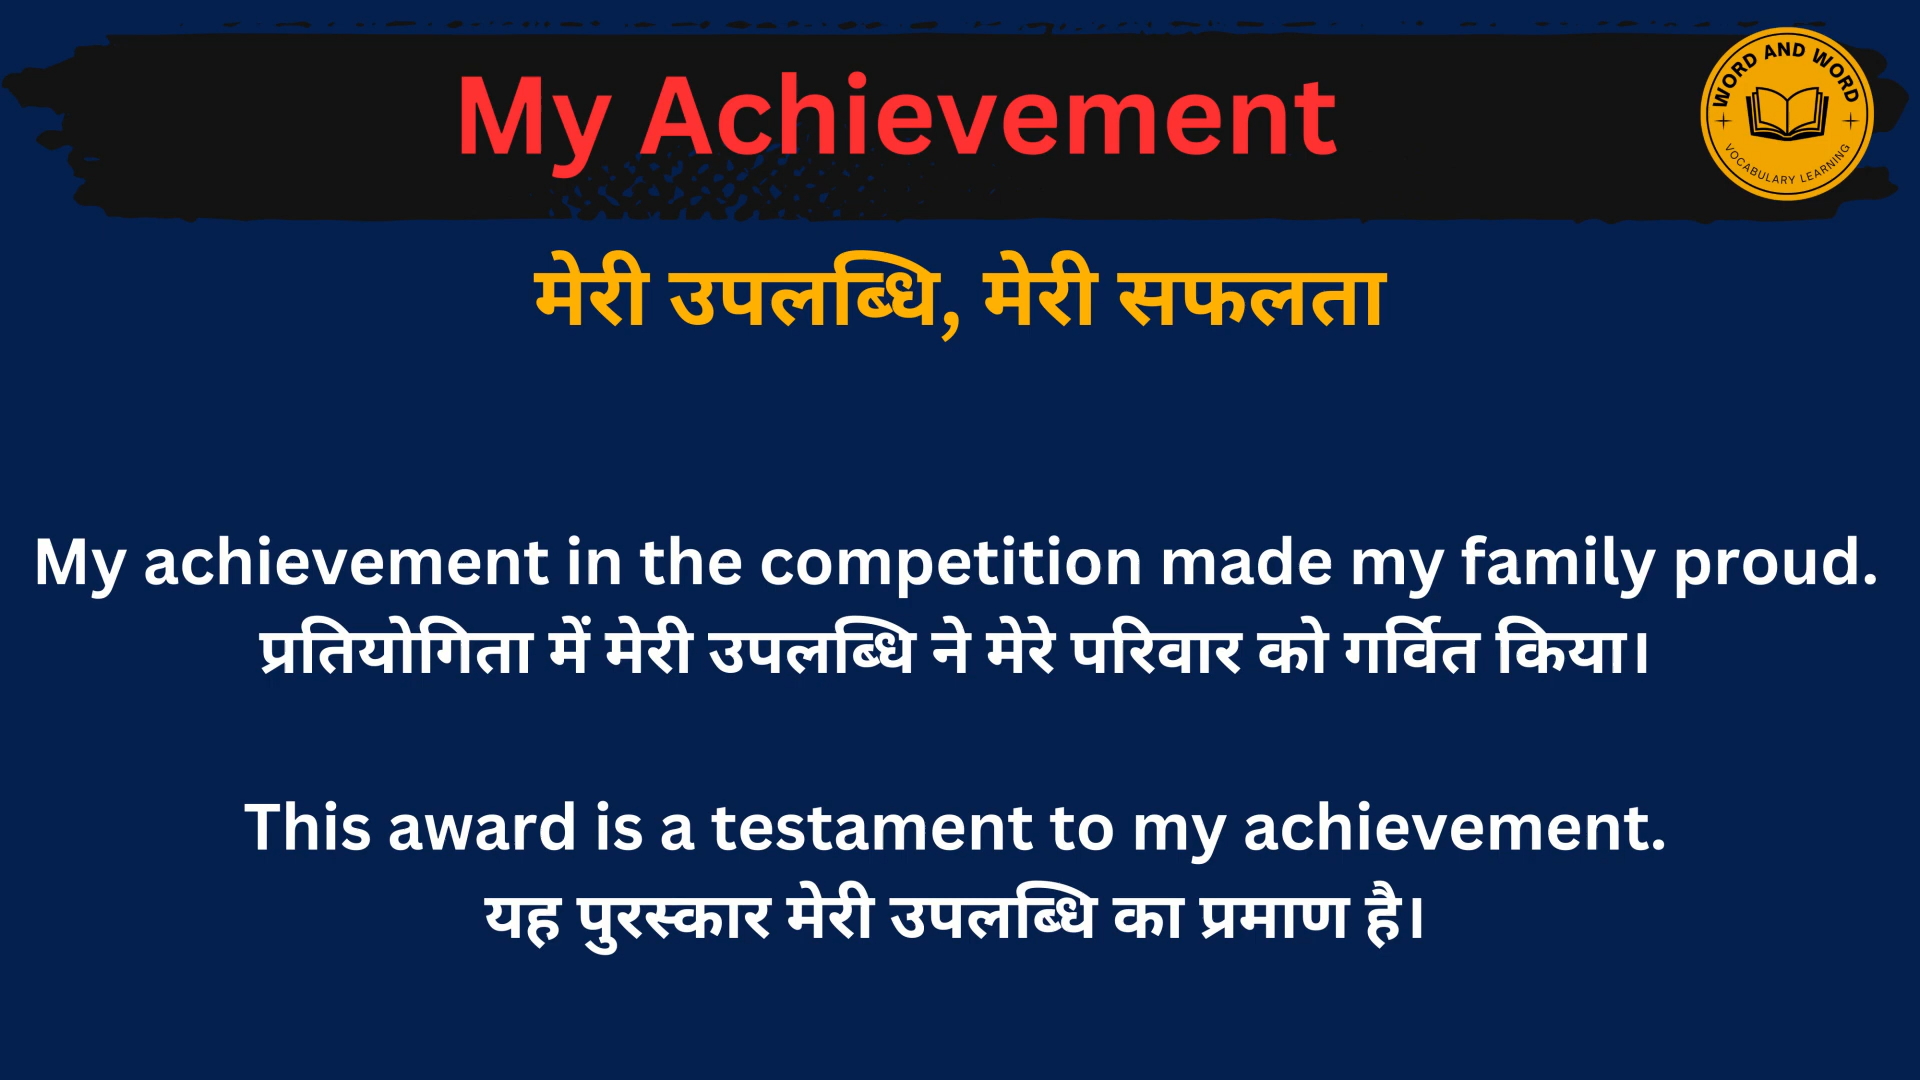 My Achievement
WORD AND WORD
VOCABULARY LEARNING
मेरी उपलब्धि, मेरी सफलता
My achievement in the competition made my family proud.
प्रतियोगिता में मेरी उपलब्धि ने मेरे परिवार को गर्वित किया।
This award is a testament to my achievement.
यह पुरस्कार मेरी उपलब्धि का प्रमाण है।